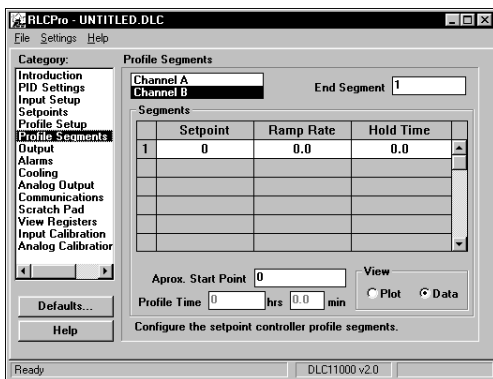 RLCPro - UNTITLED.DLC
File Settings Help
Category:
Introduction
PID Settings
Input Setup
Setpoints
Profile Setup
Profile Segments
Output
Alarms
Cooling
Analog Output
Communications
Scratch Pad
View Registers
Input Calibration
Analog Calibration
Defaults...
Help
Profile Segments
Channel A
Channel B
End Segment 1
Segments
Setpoint Ramp Rate Hold Time
1 0 0.0 0.0
Aprox. Start Point 0
Profile Time 0 hrs 0.0 min
View
Plot Data
Configure the setpoint controller profile segments.
Ready DLC11000 v2.0